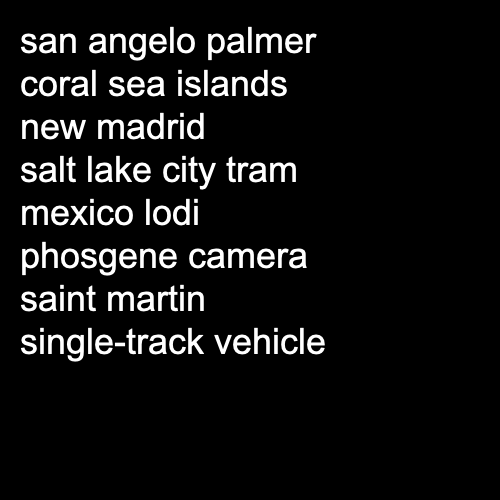 san angelo palmer
coral sea islands
new madrid
salt lake city tram
mexico lodi
phosgene camera
saint martin
single-track vehicle